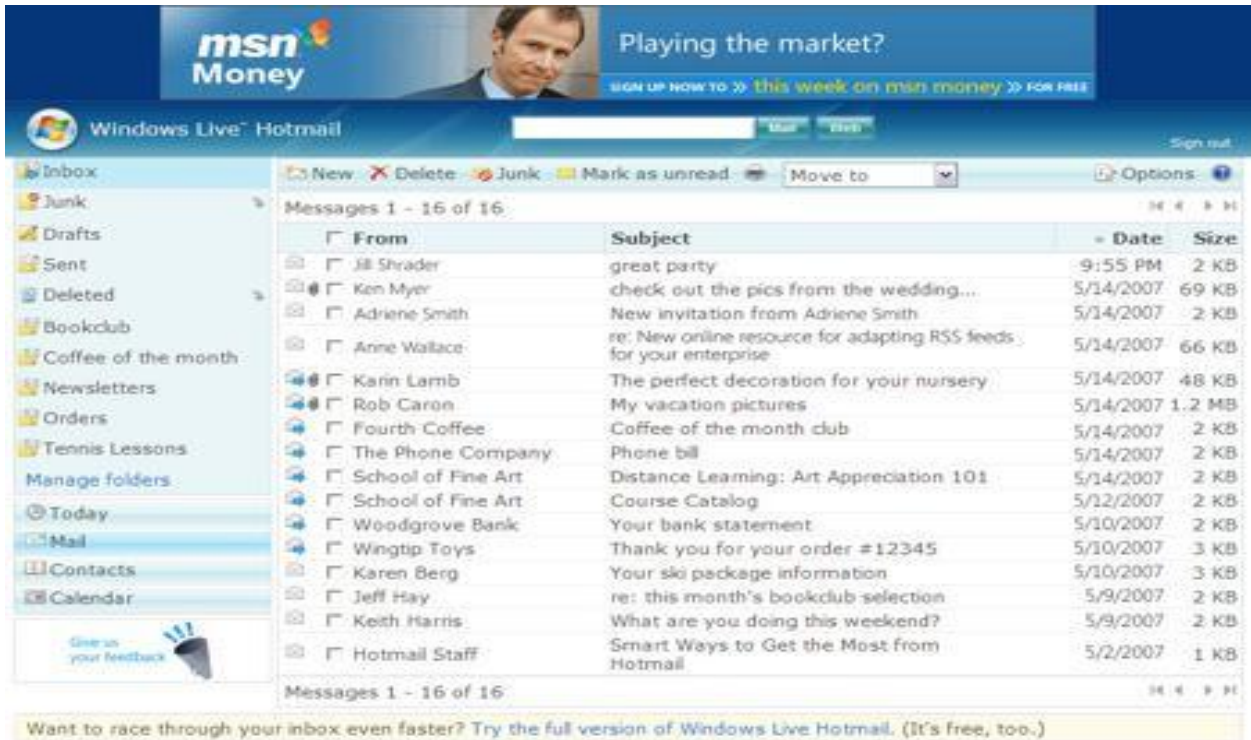 msn
Money
Playing the market?
SIGN UP NOW TO » this week on msn money » FOR FREE
Windows Live™ Hotmail
Mail Web
Sign out
Inbox
New Delete Junk Mark as unread Move to Options ?
Junk
Messages 1 - 16 of 16
Drafts
From Subject Date Size
Sent
Jill Shrader great party 9:55 PM 2 KB
Deleted
Ken Myer check out the pics from the wedding... 5/14/2007 69 KB
Adriene Smith New invitation from Adriene Smith 5/14/2007 2 KB
Bookclub
Anne Wallace re: New online resource for adapting RSS feeds
for your enterprise 5/14/2007 66 KB
Coffee of the month
Karin Lamb The perfect decoration for your nursery 5/14/2007 48 KB
Newsletters
Rob Caron My vacation pictures 5/14/2007 1.2 MB
Orders
Fourth Coffee Coffee of the month club 5/14/2007 2 KB
Tennis Lessons
The Phone Company Phone bill 5/14/2007 2 KB
Manage folders
School of Fine Art Distance Learning: Art Appreciation 101 5/14/2007 2 KB
School of Fine Art Course Catalog 5/12/2007 2 KB
Today
Woodgrove Bank Your bank statement 5/10/2007 2 KB
Mail
Wingtip Toys Thank you for your order #12345 5/10/2007 3 KB
Contacts
Karen Berg Your ski package information 5/10/2007 3 KB
Calendar
Jeff Hay re: this month's bookclub selection 5/9/2007 2 KB
Keith Harris What are you doing this weekend? 5/9/2007 2 KB
Give us
your feedback
Hotmail Staff Smart Ways to Get the Most from
Hotmail 5/2/2007 1 KB
Messages 1 - 16 of 16
Want to race through your inbox even faster? Try the full version of Windows Live Hotmail. (It's free, too.)